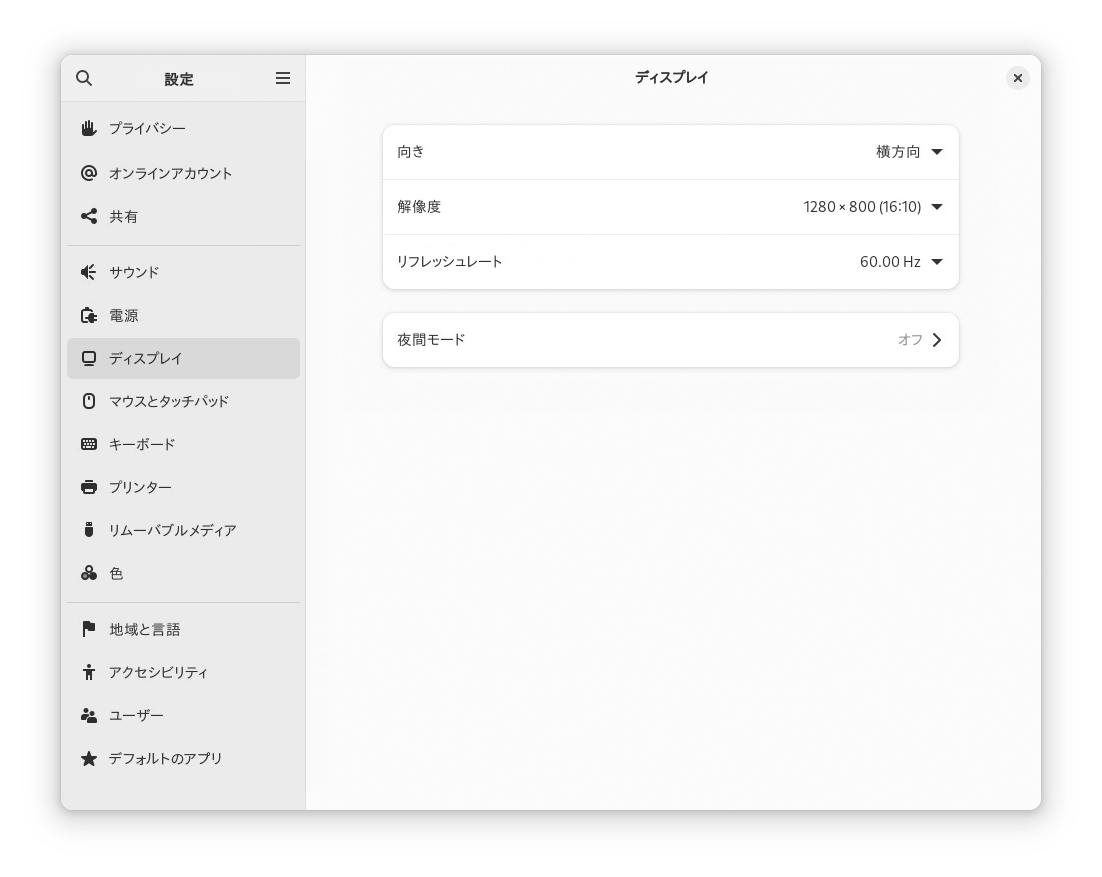 設定
プライバシー
オンラインアカウント
共有
サウンド
電源
ディスプレイ
マウスとタッチパッド
キーボード
プリンター
リムーバブルメディア
色
地域と言語
アクセシビリティ
ユーザー
デフォルトのアプリ
ディスプレイ
向き 横方向
解像度 1280 × 800 (16:10)
リフレッシュレート 60.00 Hz
夜間モード オフ